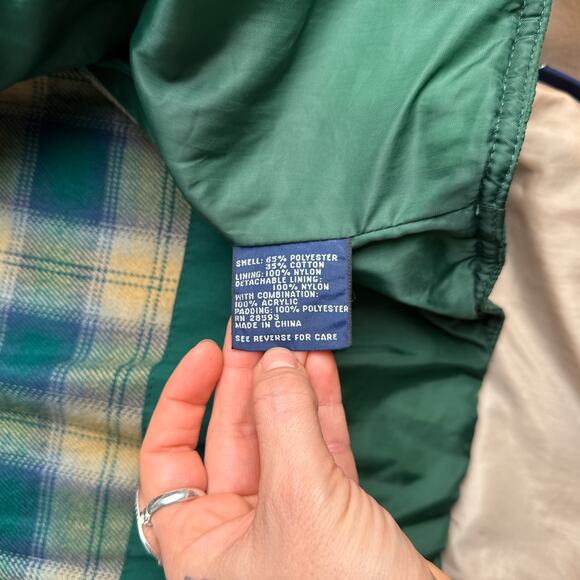 SHELL: 65% POLYESTER
35% COTTON
LINING: 100% NYLON
DETACHABLE LINING:
100% NYLON
WITH COMBINATION:
100% ACRYLIC
PADDING: 100% POLYESTER
RN 28593
MADE IN CHINA
SEE REVERSE FOR CARE